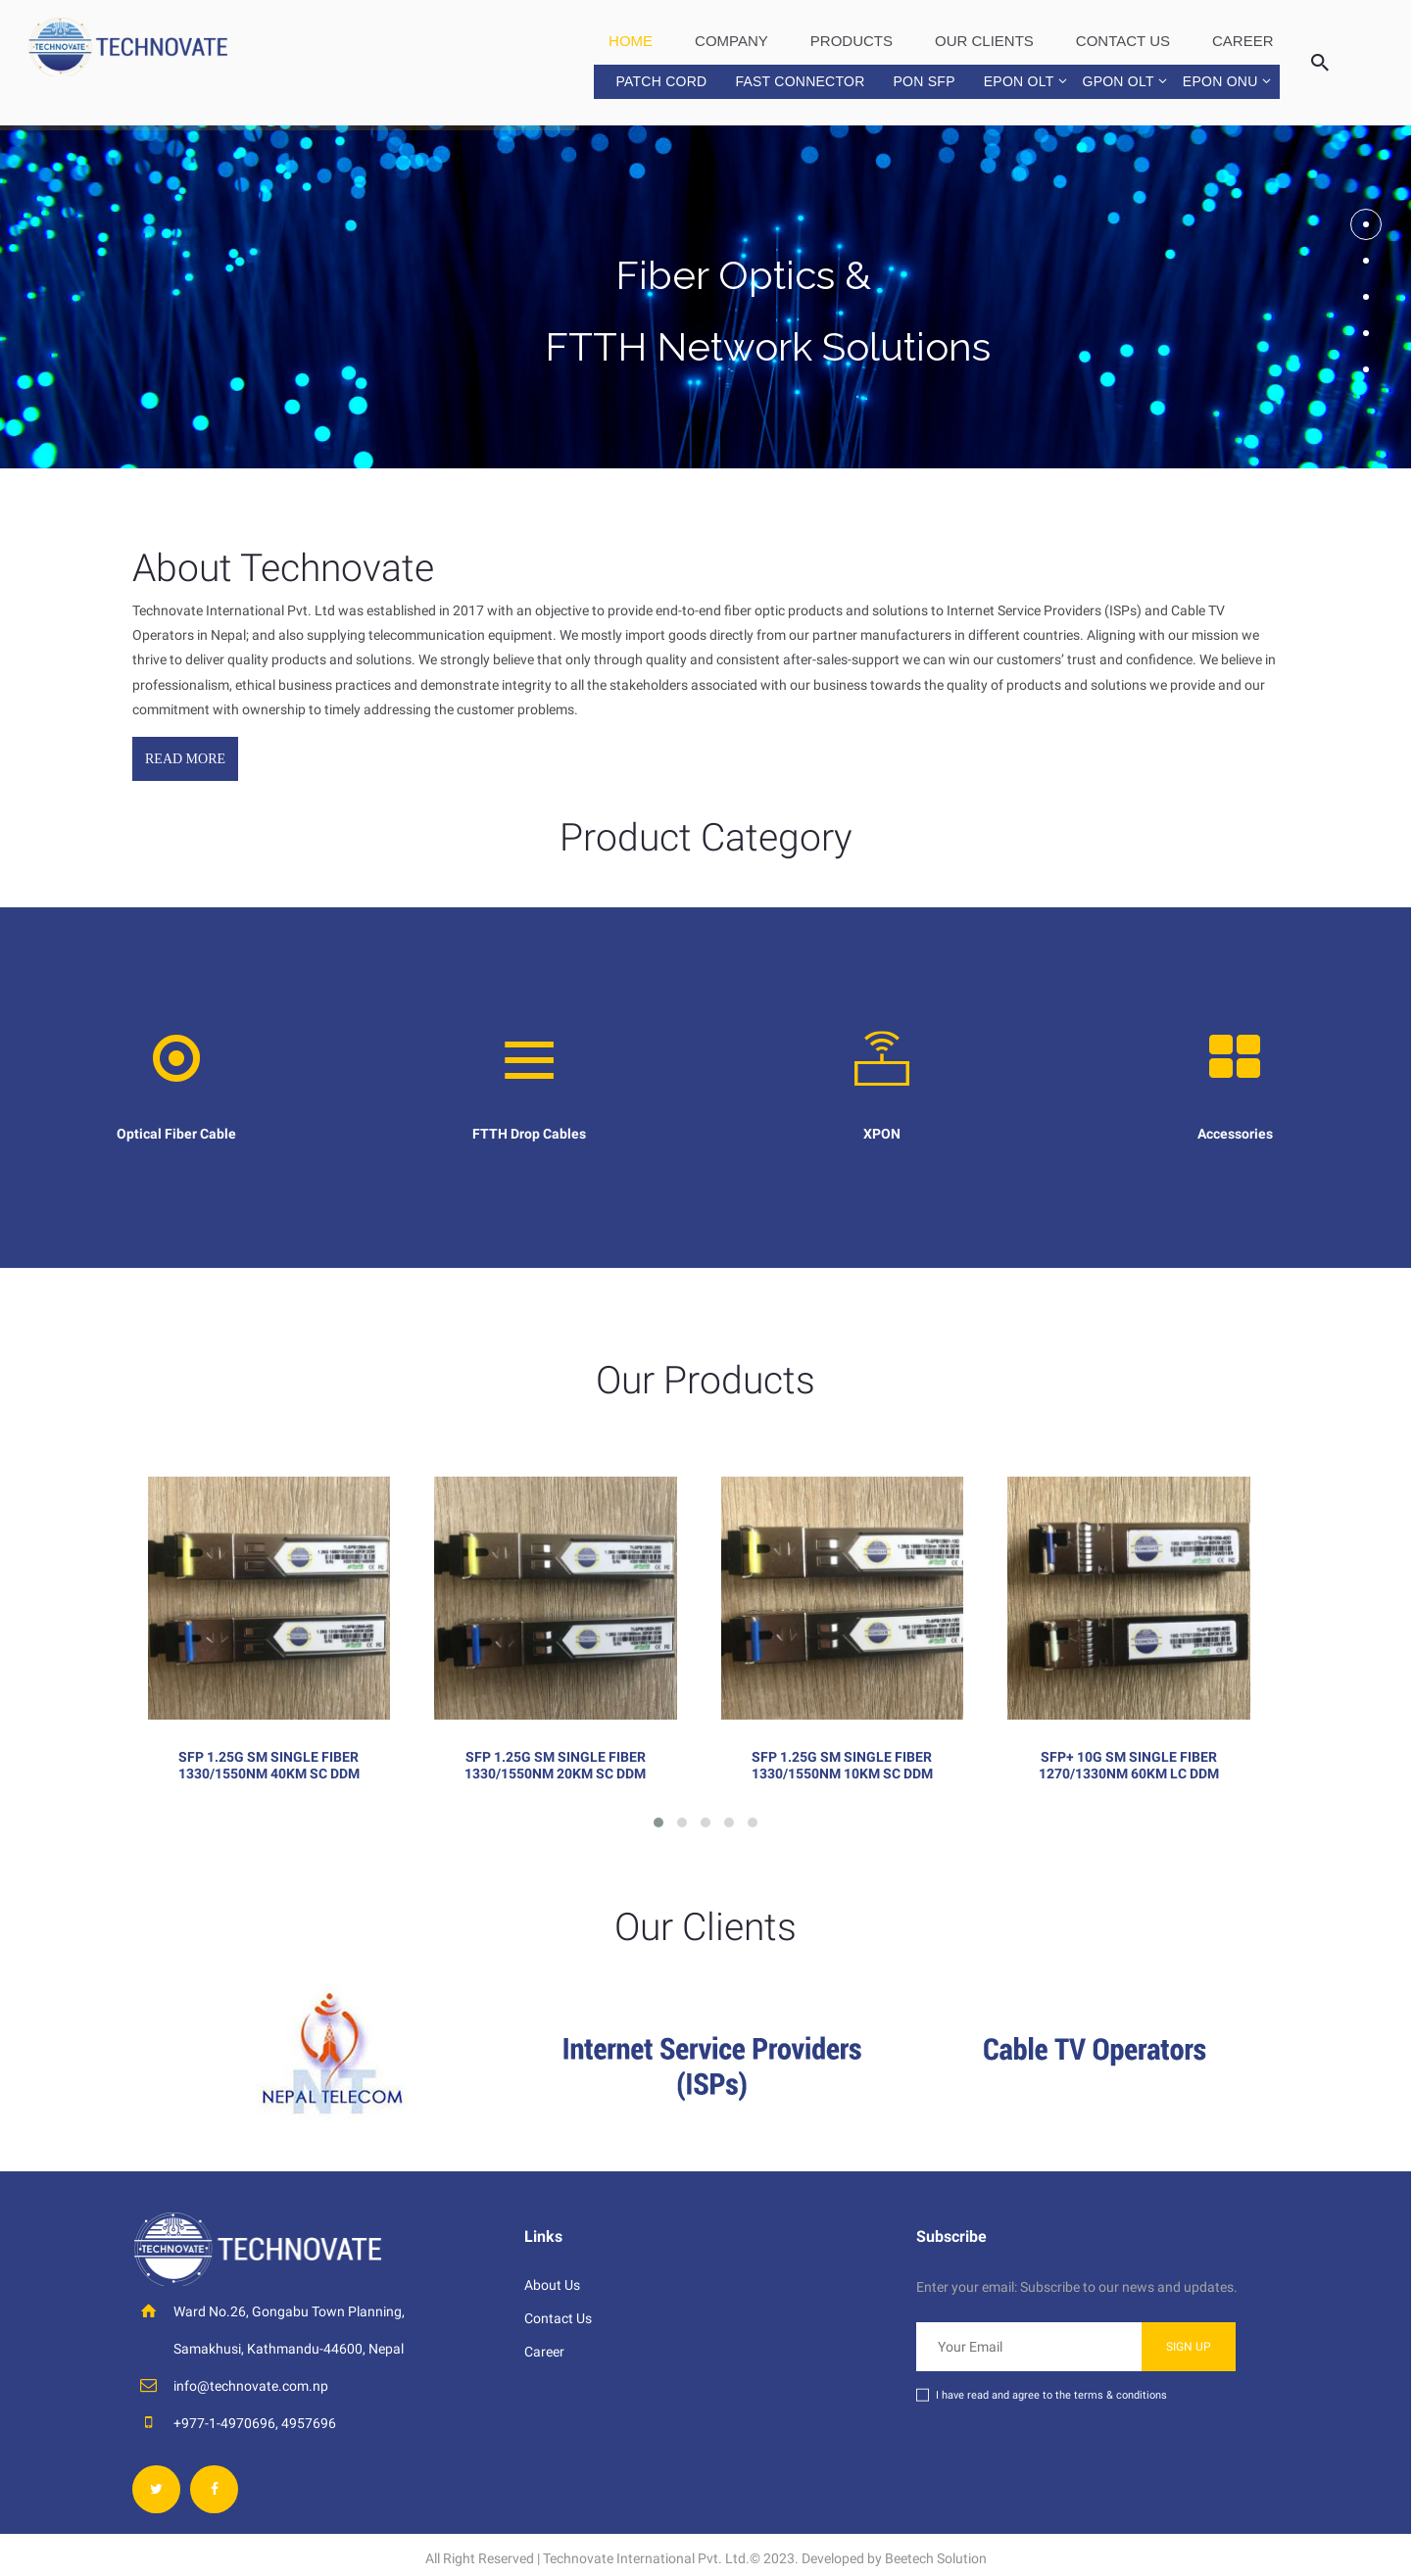 TECHNOVATE
TECHNOVATE
HOME COMPANY PRODUCTS OUR CLIENTS CONTACT US CAREER
PATCH CORD FAST CONNECTOR PON SFP EPON OLT GPON OLT EPON ONU
Fiber Optics &
FTTH Network Solutions
About Technovate
Technovate International Pvt. Ltd was established in 2017 with an objective to provide end-to-end fiber optic products and solutions to Internet Service Providers (ISPs) and Cable TV
Operators in Nepal; and also supplying telecommunication equipment. We mostly import goods directly from our partner manufacturers in different countries. Aligning with our mission we
thrive to deliver quality products and solutions. We strongly believe that only through quality and consistent after-sales-support we can win our customers’ trust and confidence. We believe in
professionalism, ethical business practices and demonstrate integrity to all the stakeholders associated with our business towards the quality of products and solutions we provide and our
commitment with ownership to timely addressing the customer problems.
READ MORE
Product Category
Optical Fiber Cable
FTTH Drop Cables
XPON
Accessories
Our Products
SFP 1.25G SM SINGLE FIBER
1330/1550NM 40KM SC DDM
SFP 1.25G SM SINGLE FIBER
1330/1550NM 20KM SC DDM
SFP 1.25G SM SINGLE FIBER
1330/1550NM 10KM SC DDM
SFP+ 10G SM SINGLE FIBER
1270/1330NM 60KM LC DDM
Our Clients
NT
NEPAL TELECOM
Internet Service Providers
(ISPs)
Cable TV Operators
TECHNOVATE
TECHNOVATE
Ward No.26, Gongabu Town Planning,
Samakhusi, Kathmandu-44600, Nepal
info@technovate.com.np
+977-1-4970696, 4957696
Links
About Us
Contact Us
Career
Subscribe
Enter your email: Subscribe to our news and updates.
Your Email
SIGN UP
I have read and agree to the terms & conditions
All Right Reserved | Technovate International Pvt. Ltd.© 2023. Developed by Beetech Solution